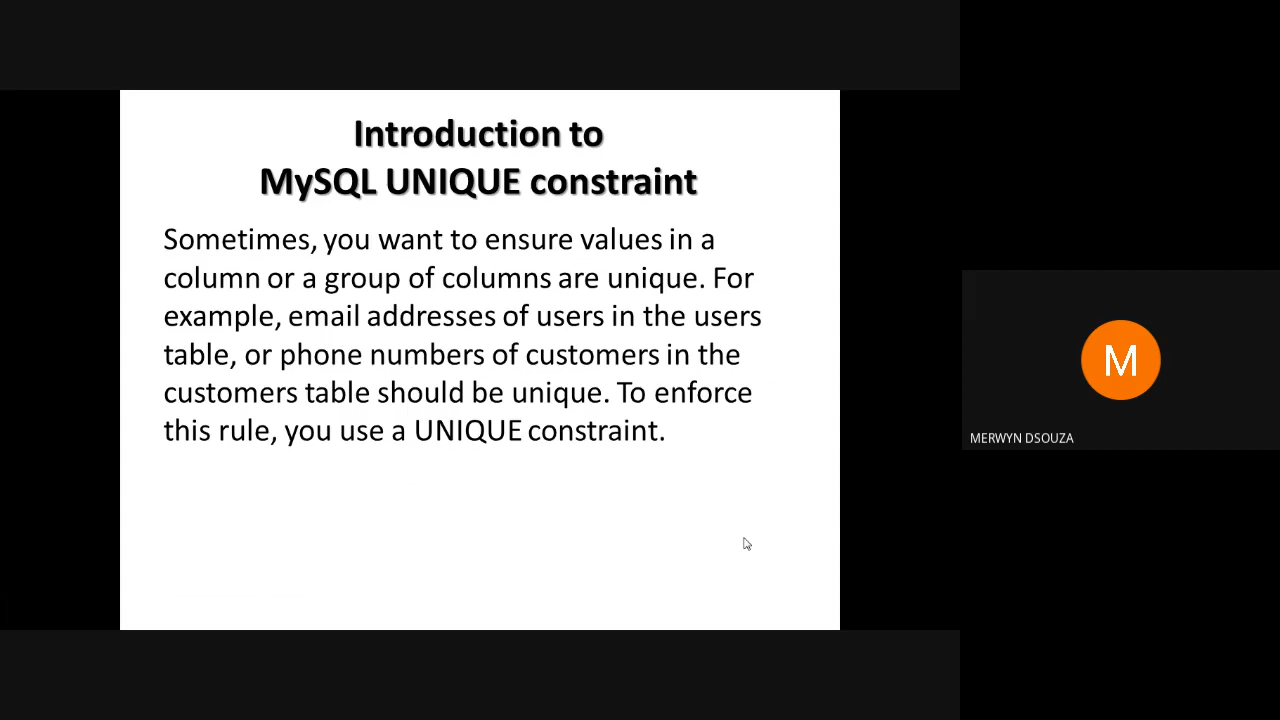 Introduction to
MySQL UNIQUE constraint
Sometimes, you want to ensure values in a
column or a group of columns are unique. For
example, email addresses of users in the users
table, or phone numbers of customers in the
customers table should be unique. To enforce
this rule, you use a UNIQUE constraint.
M
MERWYN DSOUZA